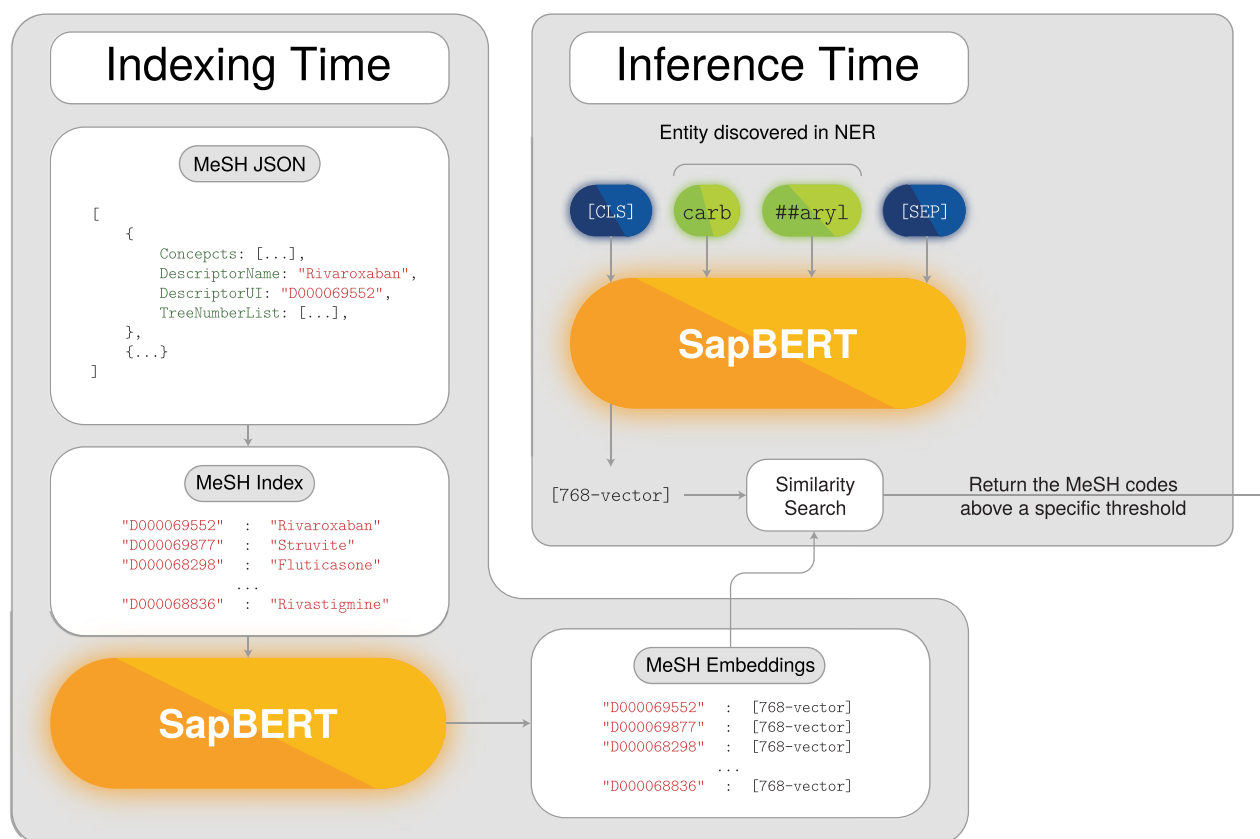 Indexing Time
MeSH JSON
[
{
Concepcts: [...],
DescriptorName: "Rivaroxaban",
DescriptorUI: "D000069552",
TreeNumberList: [...],
},
{...}
]
MeSH Index
"D000069552" : "Rivaroxaban"
"D000069877" : "Struvite"
"D000068298" : "Fluticasone"
...
"D000068836" : "Rivastigmine"
SapBERT
MeSH Embeddings
"D000069552" : [768-vector]
"D000069877" : [768-vector]
"D000068298" : [768-vector]
...
"D000068836" : [768-vector]
Inference Time
Entity discovered in NER
[CLS] carb ##aryl [SEP]
SapBERT
[768-vector]
Similarity
Search
Return the MeSH codes
above a specific threshold